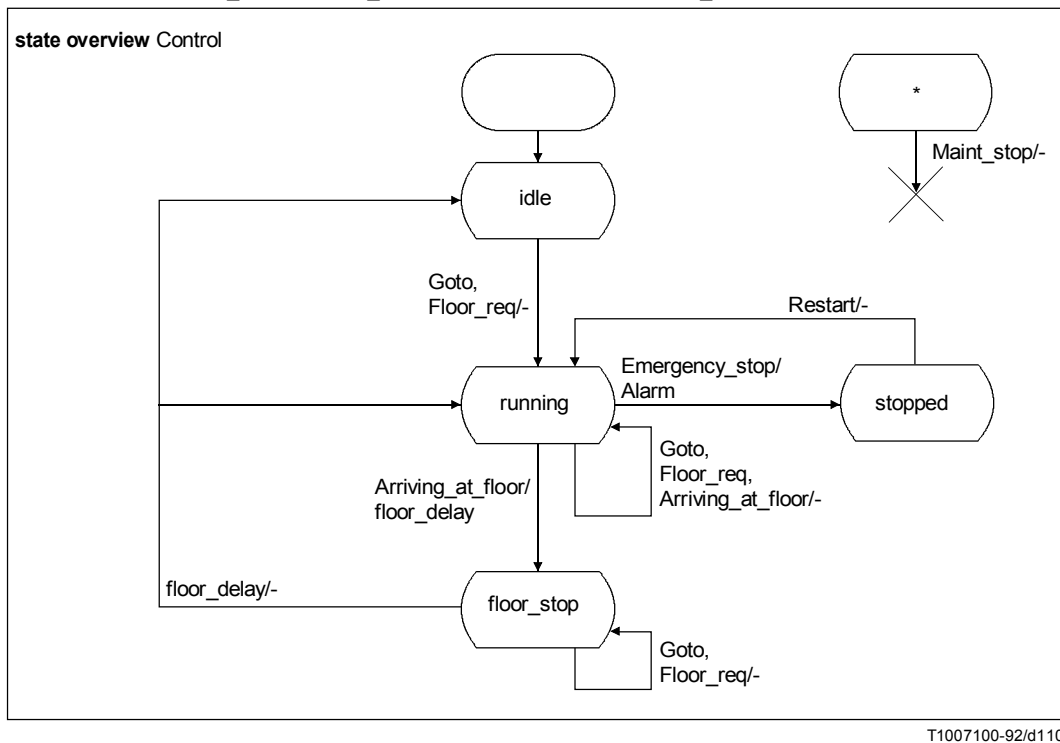 state overview Control
*
Maint_stop/-
idle
Goto,
Floor_req/-
Restart/-
Emergency_stop/
Alarm
running
stopped
Goto,
Floor_req,
Arriving_at_floor/-
Arriving_at_floor/
floor_delay
floor_delay/-
floor_stop
Goto,
Floor_req/-
T1007100-92/d110